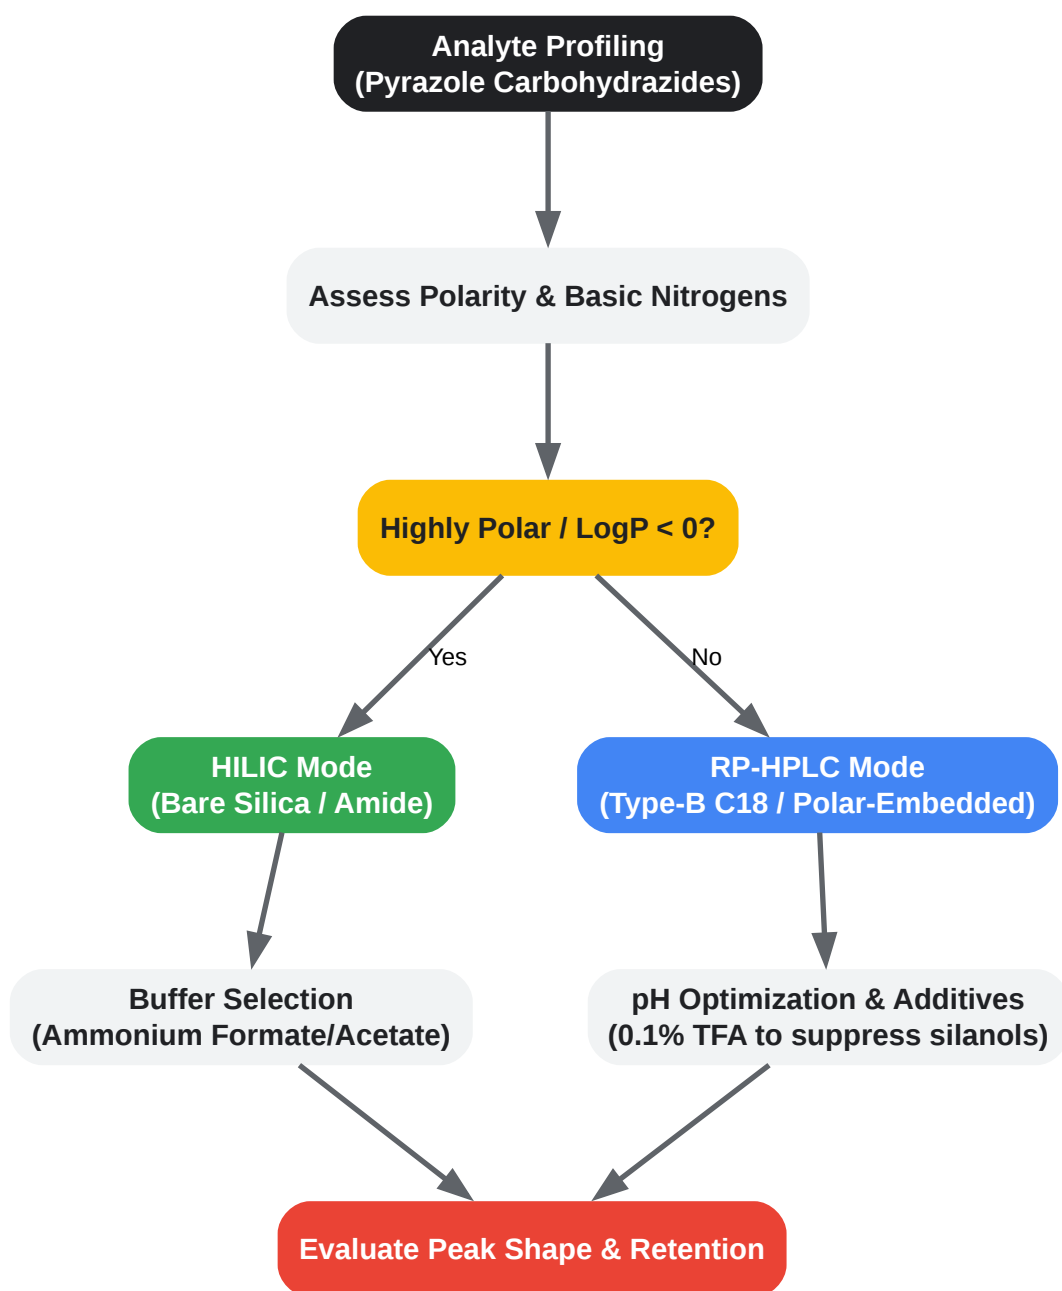 Analyte Profiling
(Pyrazole Carbohydrazides)
Assess Polarity & Basic Nitrogens
Highly Polar / LogP < 0?
Yes
No
HILIC Mode
(Bare Silica / Amide)
RP-HPLC Mode
(Type-B C18 / Polar-Embedded)
Buffer Selection
(Ammonium Formate/Acetate)
pH Optimization & Additives
(0.1% TFA to suppress silanols)
Evaluate Peak Shape & Retention